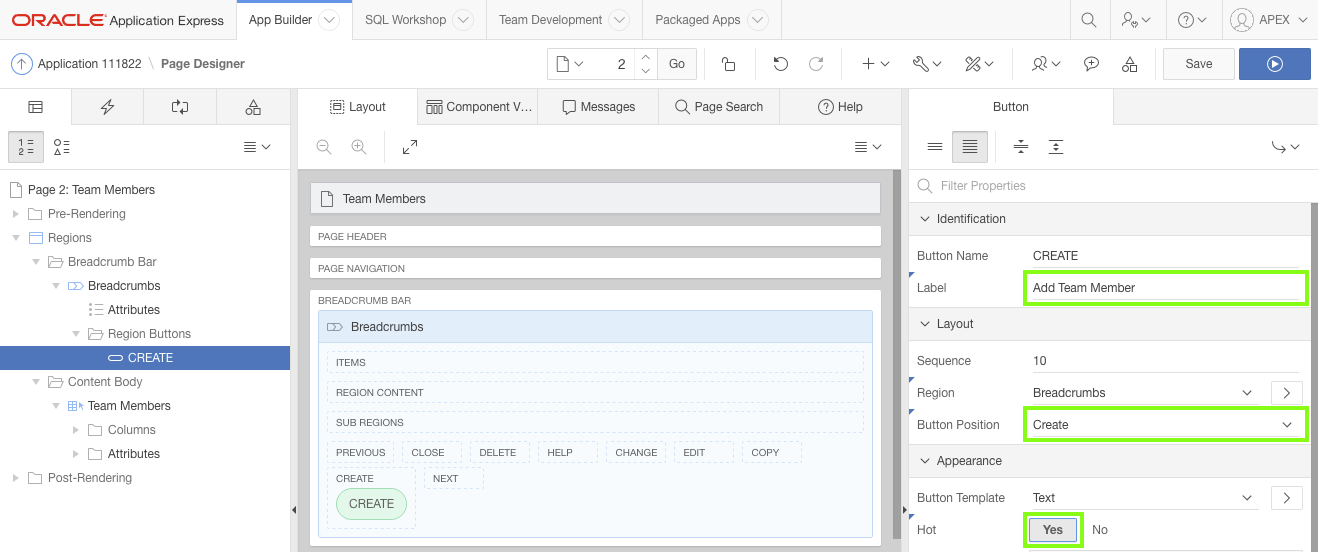 ORACLE Application Express App Builder SQL Workshop Team Development Packaged Apps APEX
Application 111822 \ Page Designer 2 Go Save
Layout Component V... Messages Page Search Help Button
Page 2: Team Members
Pre-Rendering
Regions
Breadcrumb Bar
Breadcrumbs
Attributes
Region Buttons
CREATE
Content Body
Team Members
Columns
Attributes
Post-Rendering
Team Members
PAGE HEADER
PAGE NAVIGATION
BREADCRUMB BAR
Breadcrumbs
ITEMS
REGION CONTENT
SUB REGIONS
PREVIOUS CLOSE DELETE HELP CHANGE EDIT COPY
CREATE NEXT
CREATE
Filter Properties
Identification
Button Name CREATE
Label Add Team Member
Layout
Sequence 10
Region Breadcrumbs
Button Position Create
Appearance
Button Template Text
Hot Yes No